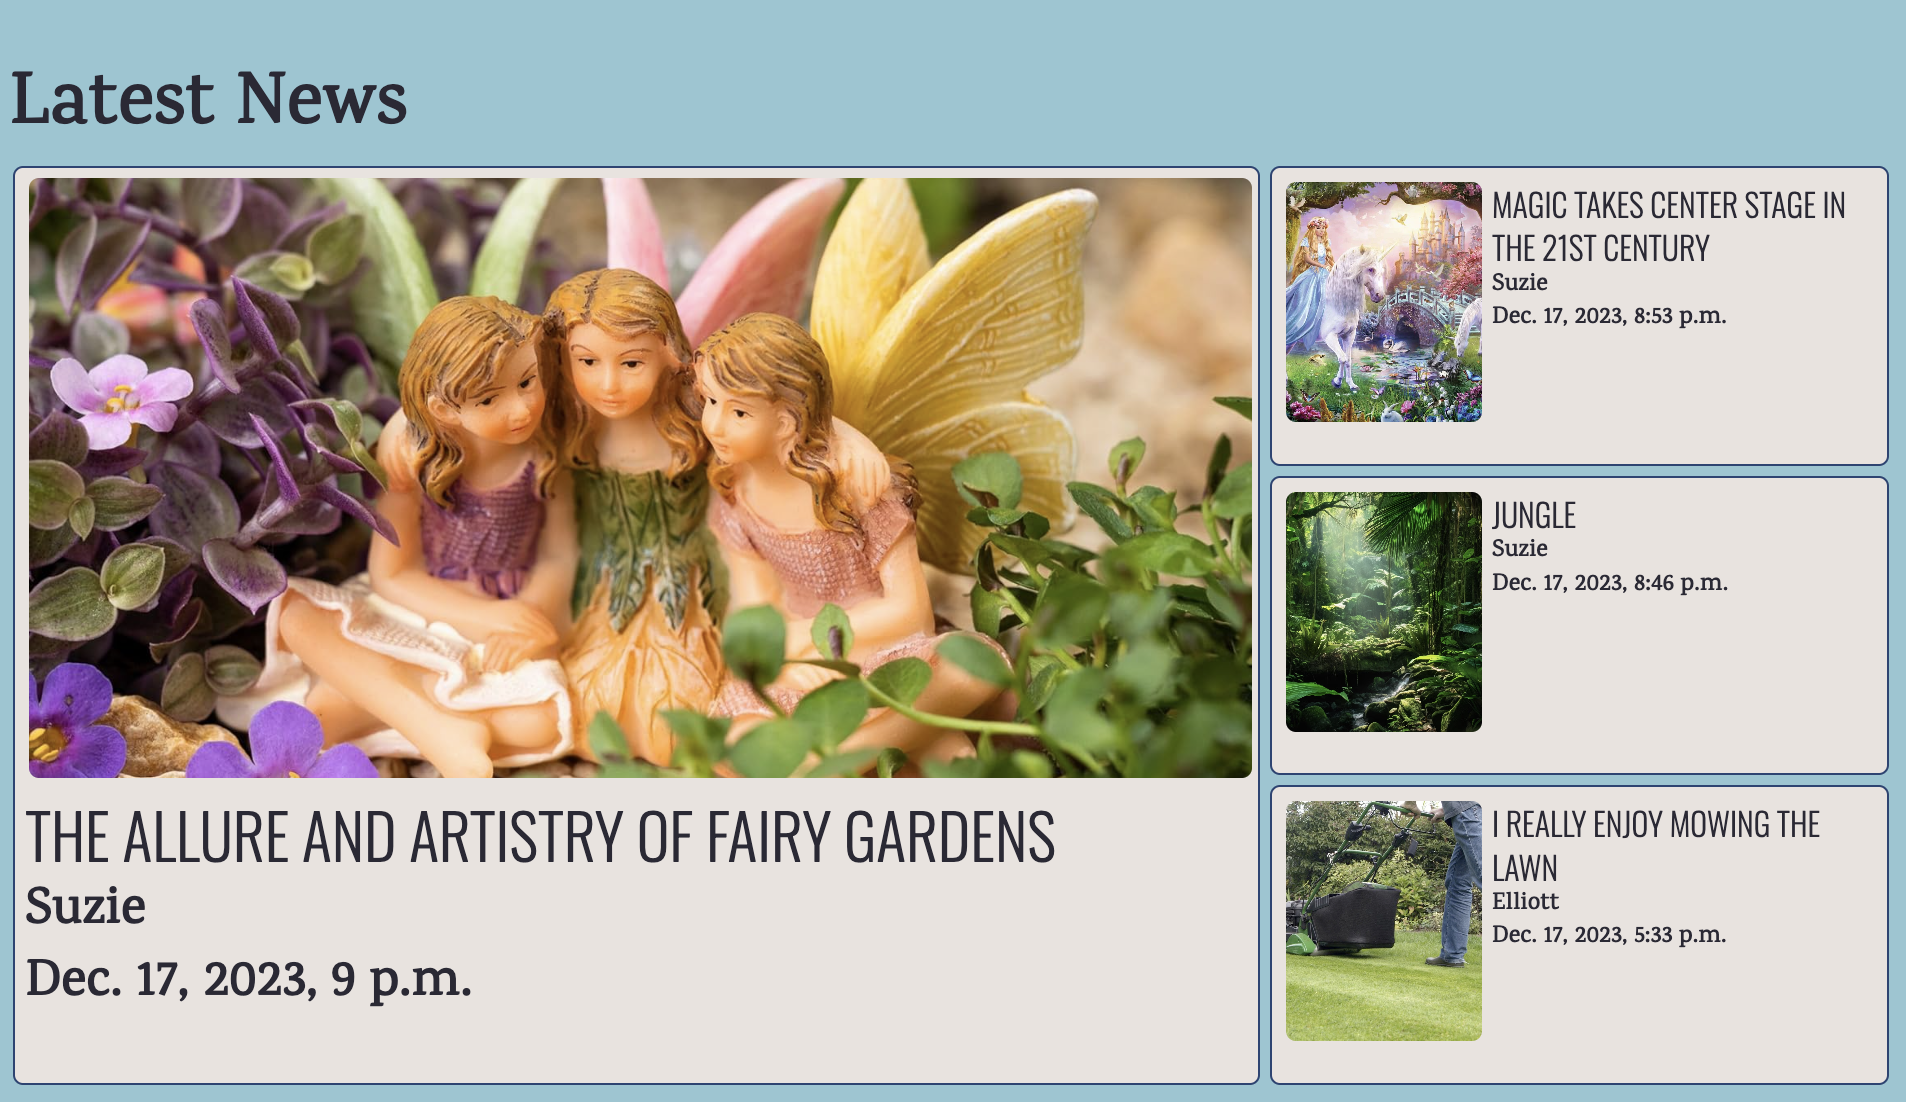 Latest News
THE ALLURE AND ARTISTRY OF FAIRY GARDENS
Suzie
Dec. 17, 2023, 9 p.m.
MAGIC TAKES CENTER STAGE IN
THE 21ST CENTURY
Suzie
Dec. 17, 2023, 8:53 p.m.
JUNGLE
Suzie
Dec. 17, 2023, 8:46 p.m.
I REALLY ENJOY MOWING THE
LAWN
Elliott
Dec. 17, 2023, 5:33 p.m.